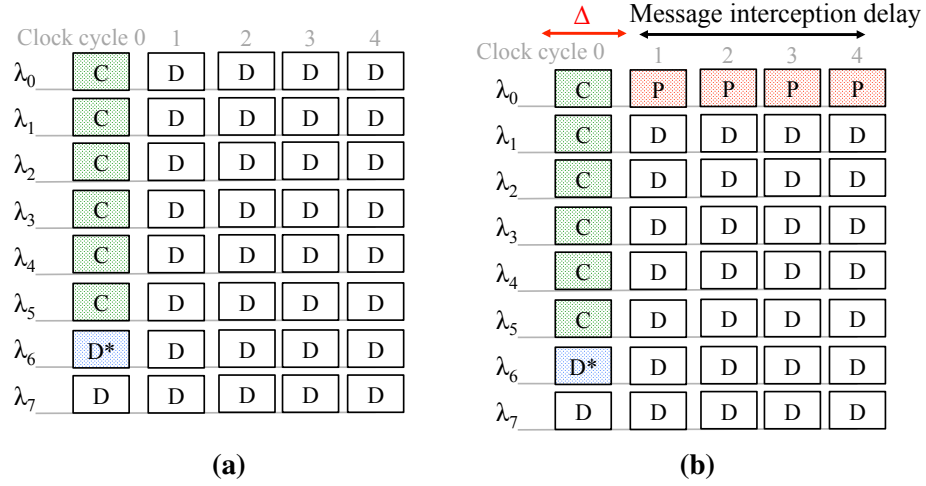 Clock cycle 0 1 2 3 4
λ0 C D D D D
λ1 C D D D D
λ2 C D D D D
λ3 C D D D D
λ4 C D D D D
λ5 C D D D D
λ6 D* D D D D
λ7 D D D D D
(a)
Δ Message interception delay
Clock cycle 0 1 2 3 4
λ0 C P P P P
λ1 C D D D D
λ2 C D D D D
λ3 C D D D D
λ4 C D D D D
λ5 C D D D D
λ6 D* D D D D
λ7 D D D D D
(b)